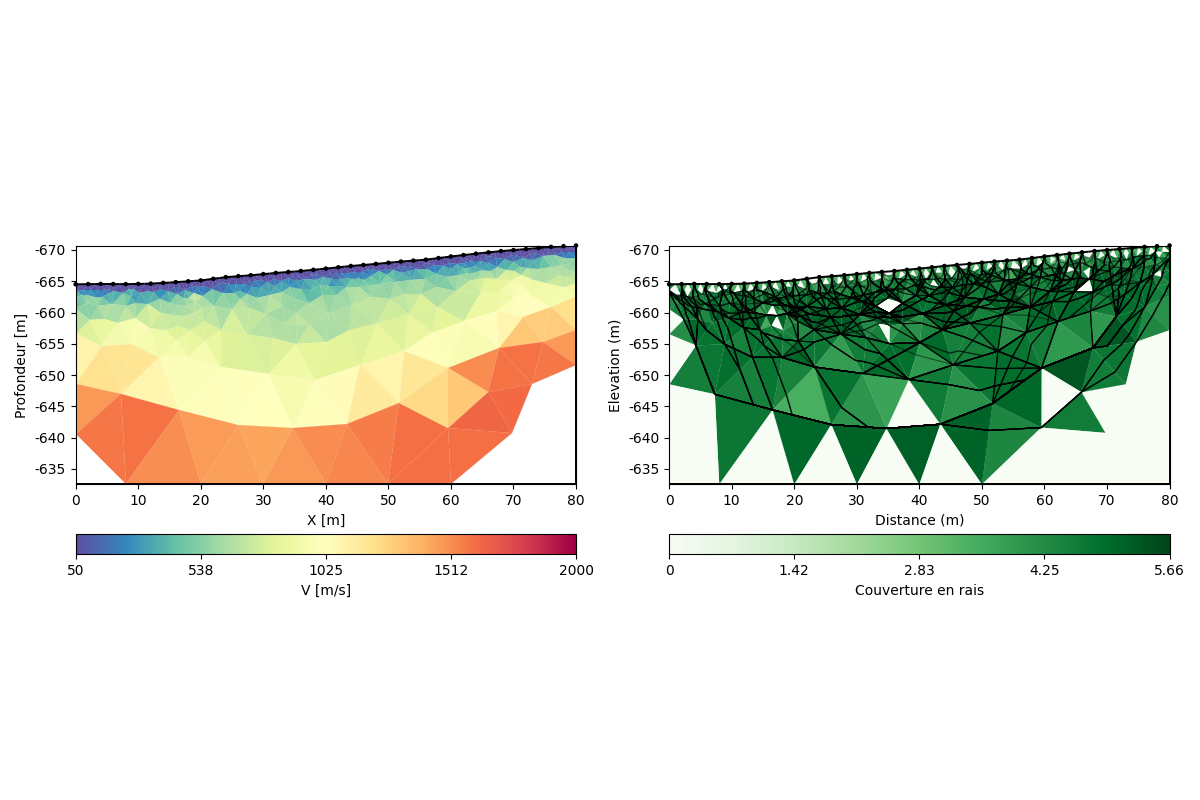 -670
-665
-660
-655
-650
-645
-640
-635
Profondeur [m]
0 10 20 30 40 50 60 70 80
X [m]
50 538 1025 1512 2000
V [m/s]
-670
-665
-660
-655
-650
-645
-640
-635
Elevation (m)
0 10 20 30 40 50 60 70 80
Distance (m)
0 1.42 2.83 4.25 5.66
Couverture en rais